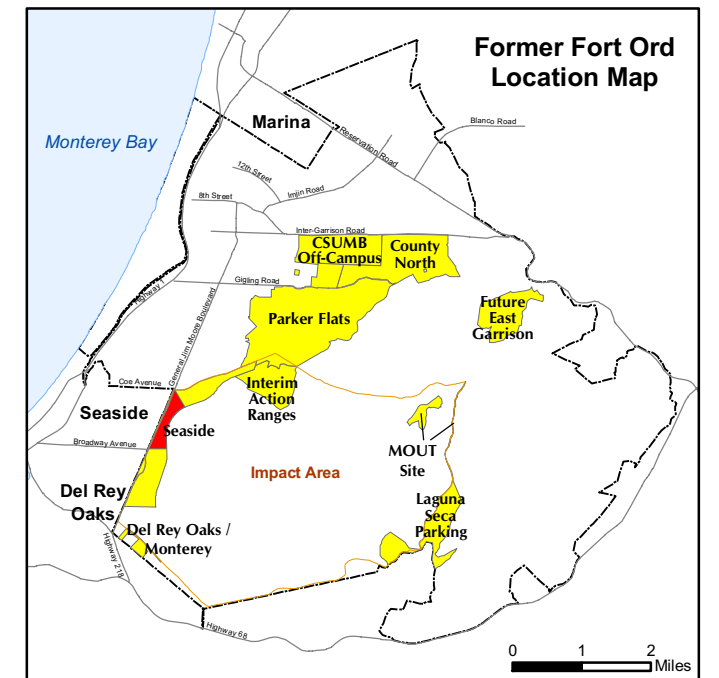 Former Fort Ord
Location Map
Marina
Blanco Road
Monterey Bay
Reservation Road
12th Street
Imjin Road
8th Street
Inter-Garrison Road
CSUMB
Off-Campus
County
North
Gigling Road
Highway 1
General Jim Moore Boulevard
Parker Flats
Future
East
Garrison
Coe Avenue
Interim
Action
Ranges
Seaside
Seaside
Broadway Avenue
MOUT
Site
Impact Area
Del Rey
Oaks
Laguna
Seca
Parking
Del Rey Oaks /
Monterey
Highway 218
Highway 68
0 1 2
Miles